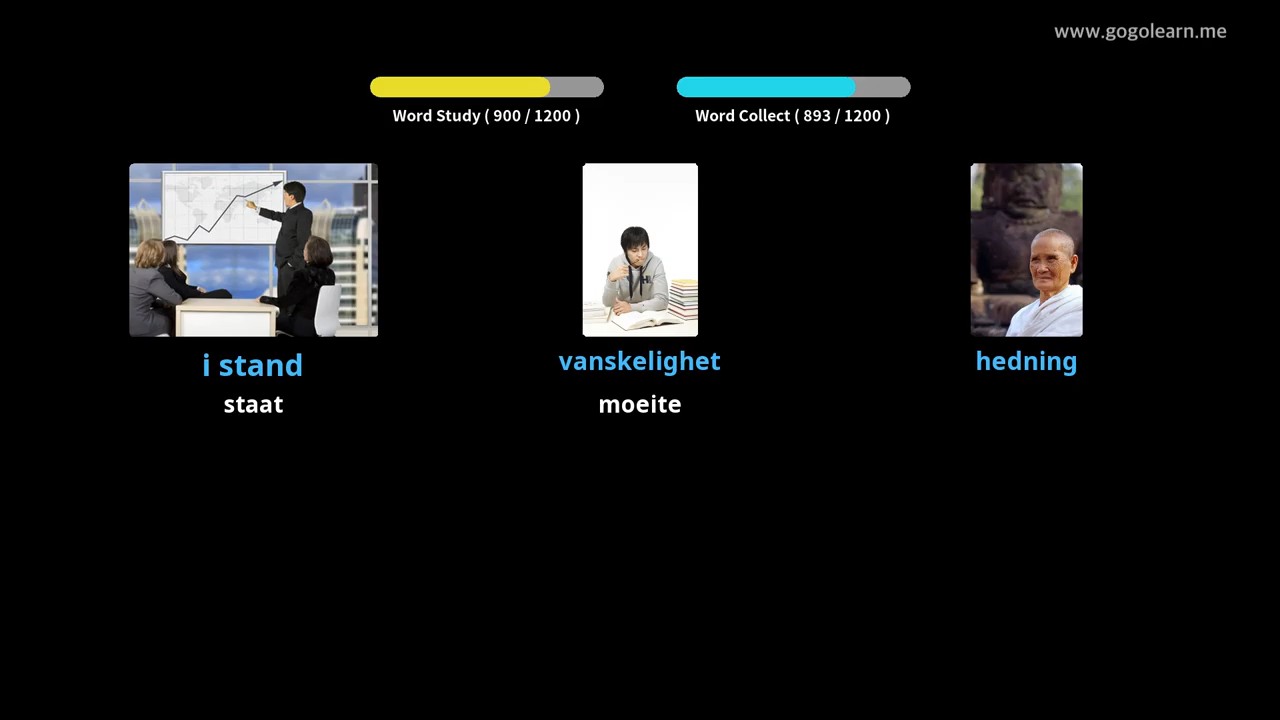 www.gogolearn.me
Word Study ( 900 / 1200 )
Word Collect ( 893 / 1200 )
i stand
staat
vanskelighet
moeite
hedning